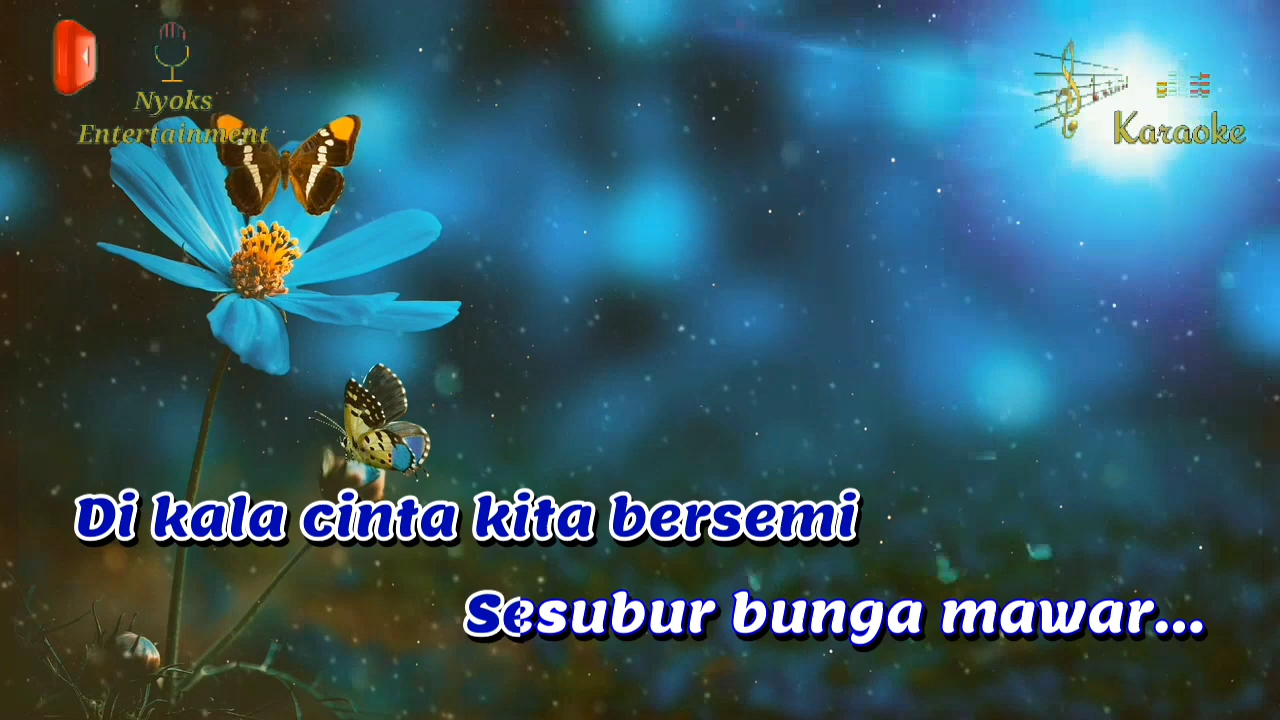 Nyoks
Entertainment
Karaoke
Di kala cinta kita bersemi
Sesubur bunga mawar...